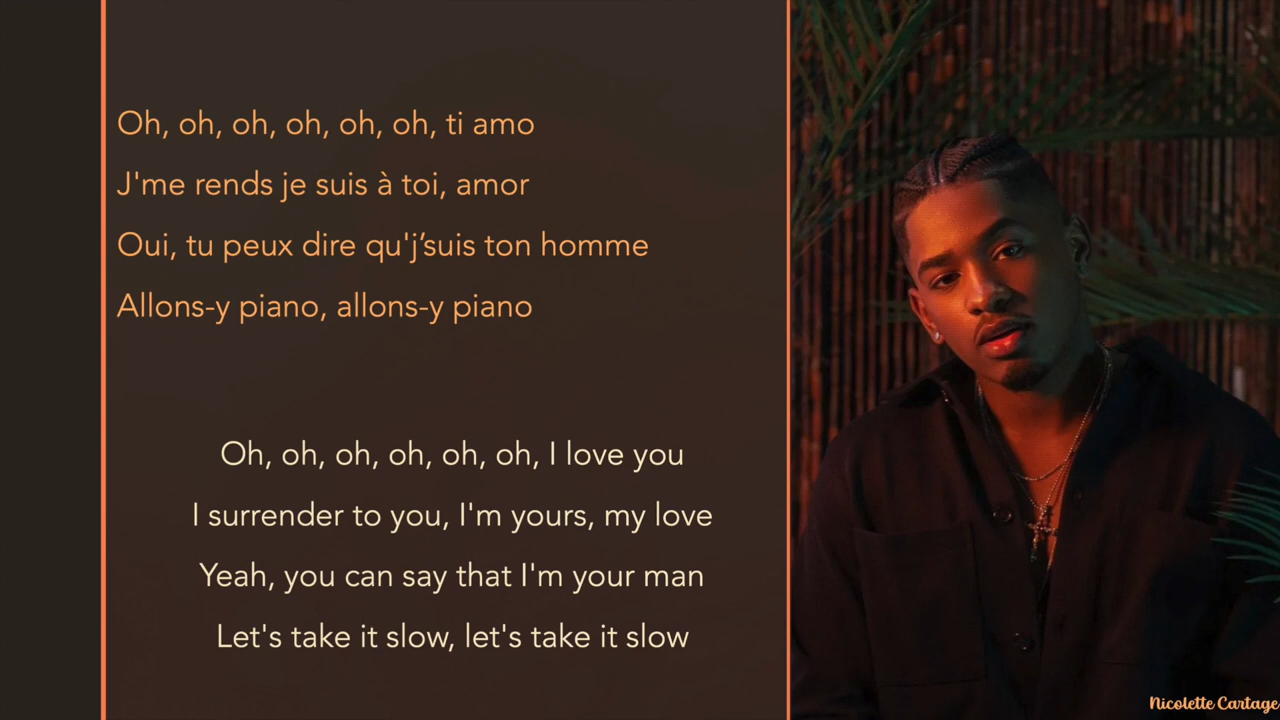 Oh, oh, oh, oh, oh, oh, ti amo
J'me rends je suis à toi, amor
Oui, tu peux dire qu'j’suis ton homme
Allons-y piano, allons-y piano
Oh, oh, oh, oh, oh, oh, I love you
I surrender to you, I'm yours, my love
Yeah, you can say that I'm your man
Let's take it slow, let's take it slow
Nicolette Cartage